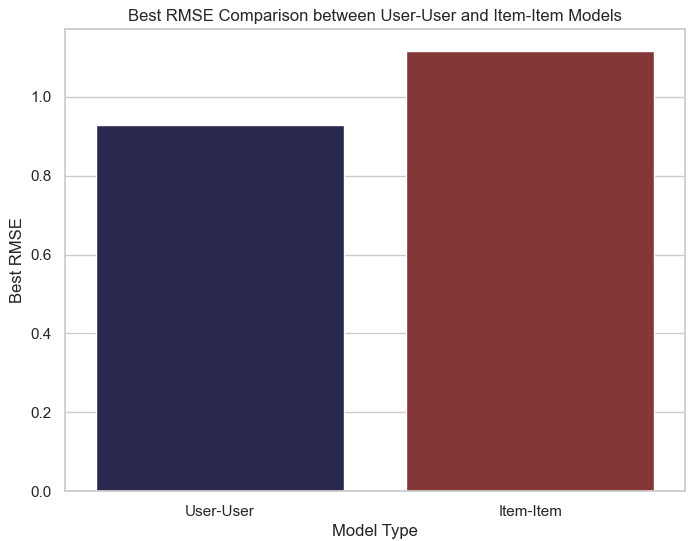 Best RMSE Comparison between User-User and Item-Item Models
Best RMSE
1.0
0.8
0.6
0.4
0.2
0.0
User-User
Item-Item
Model Type